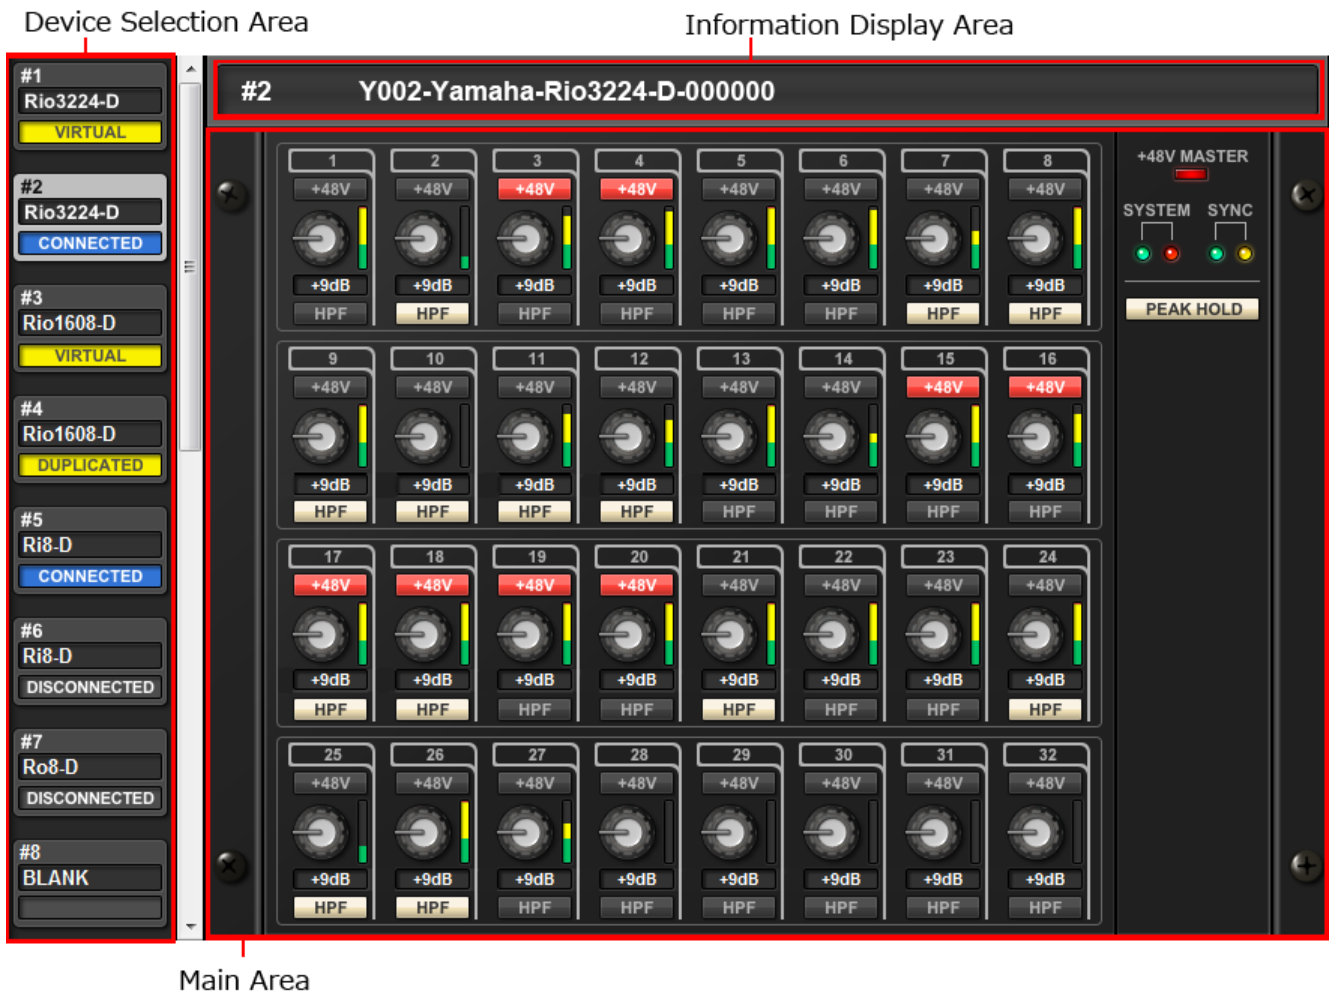 Device Selection Area
Information Display Area
#1
Rio3224-D
VIRTUAL
#2
Rio3224-D
CONNECTED
#3
Rio1608-D
VIRTUAL
#4
Rio1608-D
DUPLICATED
#5
Ri8-D
CONNECTED
#6
Ri8-D
DISCONNECTED
#7
Ro8-D
DISCONNECTED
#8
BLANK
#2 Y002-Yamaha-Rio3224-D-000000
1 2 3 4 5 6 7 8
+48V +48V +48V +48V +48V +48V +48V +48V
+9dB +9dB +9dB +9dB +9dB +9dB +9dB +9dB
HPF HPF HPF HPF HPF HPF HPF HPF
9 10 11 12 13 14 15 16
+48V +48V +48V +48V +48V +48V +48V +48V
+9dB +9dB +9dB +9dB +9dB +9dB +9dB +9dB
HPF HPF HPF HPF HPF HPF HPF HPF
17 18 19 20 21 22 23 24
+48V +48V +48V +48V +48V +48V +48V +48V
+9dB +9dB +9dB +9dB +9dB +9dB +9dB +9dB
HPF HPF HPF HPF HPF HPF HPF HPF
25 26 27 28 29 30 31 32
+48V +48V +48V +48V +48V +48V +48V +48V
+9dB +9dB +9dB +9dB +9dB +9dB +9dB +9dB
HPF HPF HPF HPF HPF HPF HPF HPF
+48V MASTER
SYSTEM SYNC
PEAK HOLD
Main Area